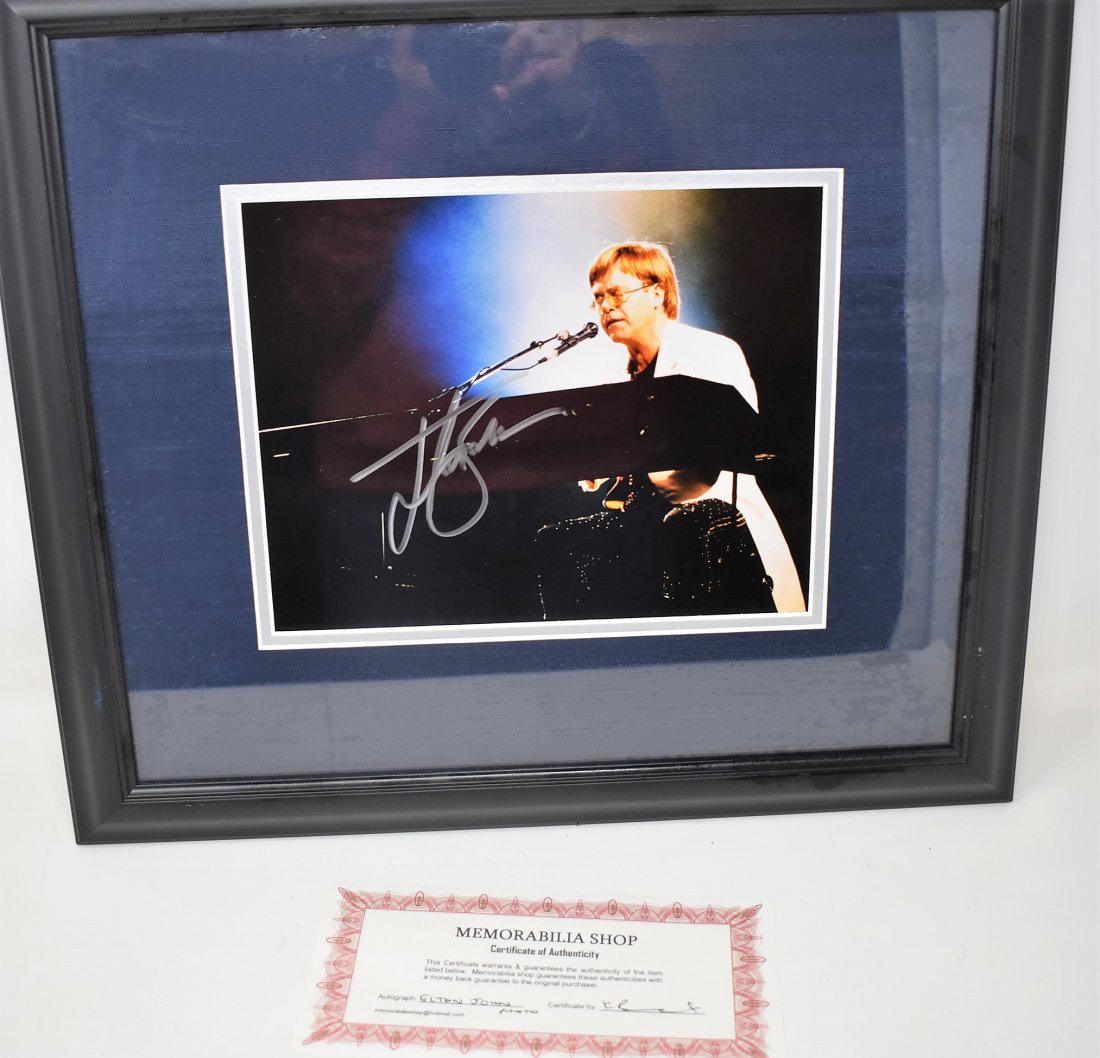 MEMORABILIA SHOP
Certificate of Authenticity
This Certificate warrants & guarantees the authenticity of the item
listed below. Memorabilia shop guarantees these authenticities with
a money back guarantee to the original purchaser.
Autograph: ELTON JOHN Certificate by: K
PHOTO
memorabiliashop@hotmail.com